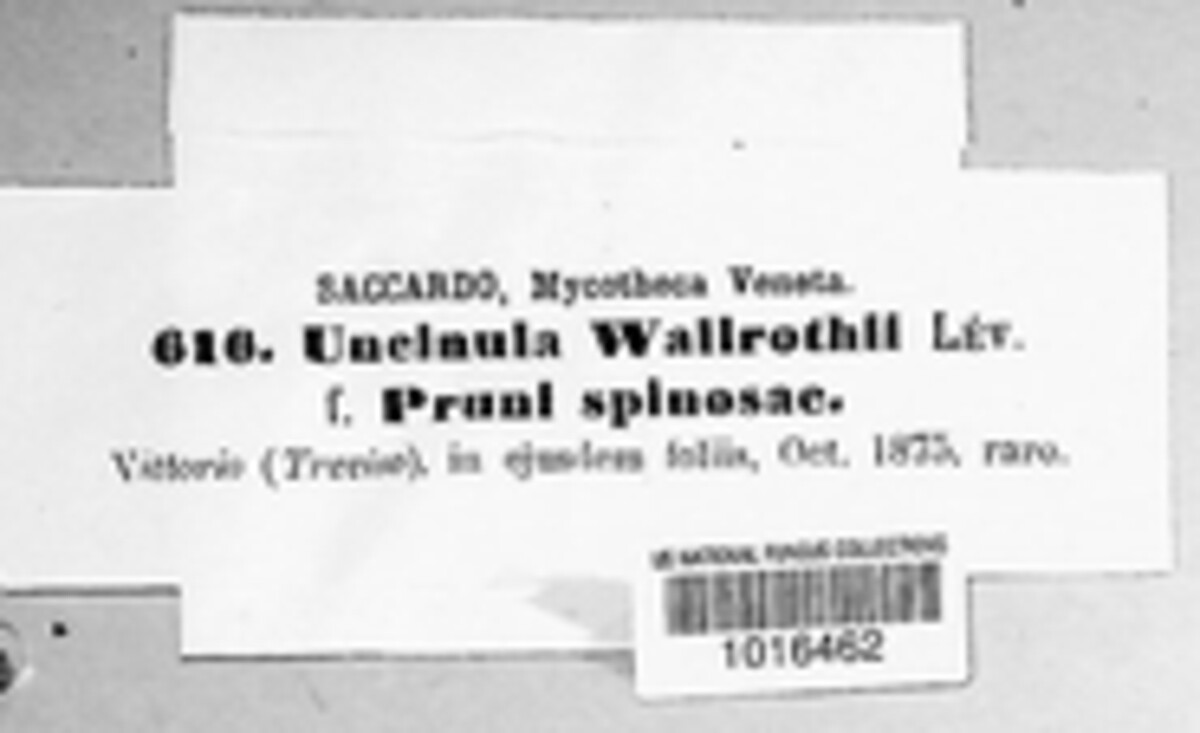 SACCARDO, Mycotheca Veneta.
616. Uncinula Wallrothii Lév.
f. Pruni spinosae.
Vittorio (Treviso). in ejusdem foliis, Oct. 1875, raro.
US NATIONAL FUNGUS COLLECTIONS
1016462